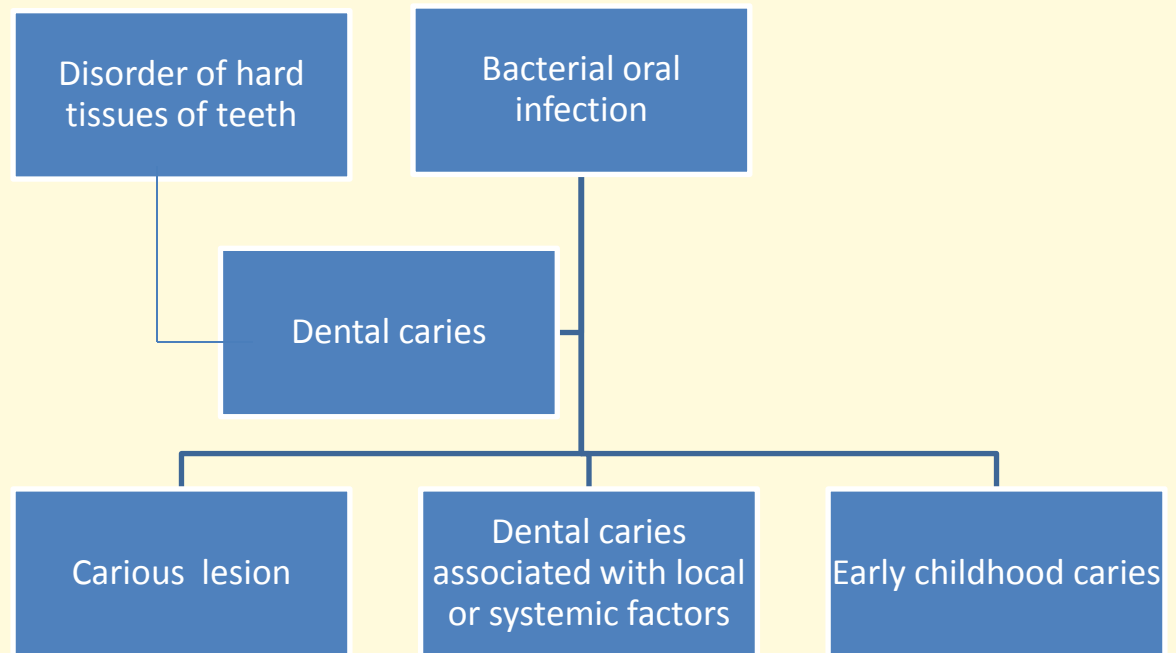 Disorder of hard
tissues of teeth
Bacterial oral
infection
Dental caries
Carious lesion
Dental caries
associated with local
or systemic factors
Early childhood caries